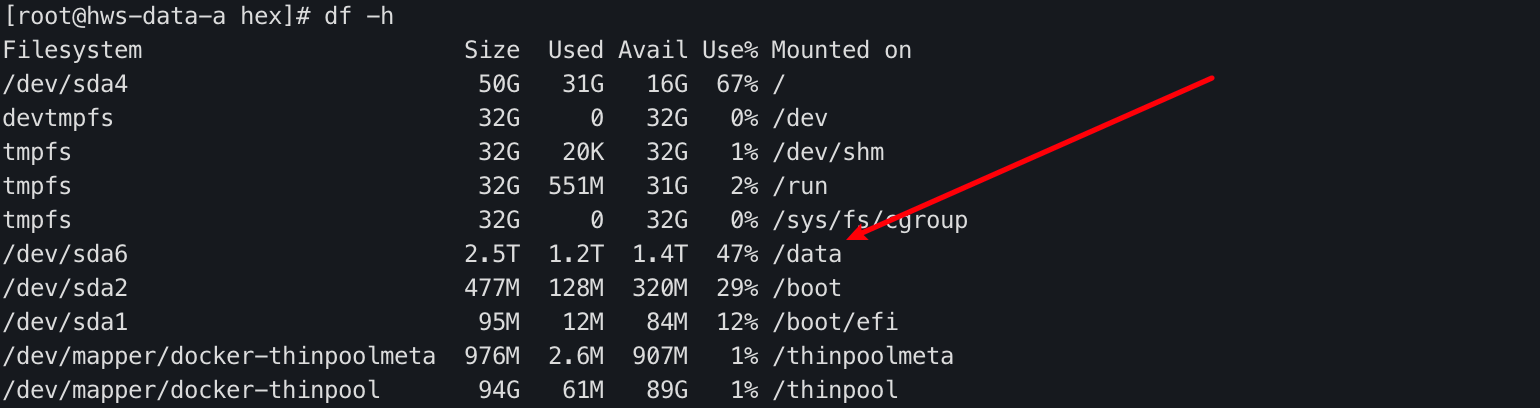 [root@hws-data-a hex]# df -h
Filesystem Size Used Avail Use% Mounted on
/dev/sda4 50G 31G 16G 67% /
devtmpfs 32G 0 32G 0% /dev
tmpfs 32G 20K 32G 1% /dev/shm
tmpfs 32G 551M 31G 2% /run
tmpfs 32G 0 32G 0% /sys/fs/cgroup
/dev/sda6 2.5T 1.2T 1.4T 47% /data
/dev/sda2 477M 128M 320M 29% /boot
/dev/sda1 95M 12M 84M 12% /boot/efi
/dev/mapper/docker-thinpoolmeta 976M 2.6M 907M 1% /thinpoolmeta
/dev/mapper/docker-thinpool 94G 61M 89G 1% /thinpool